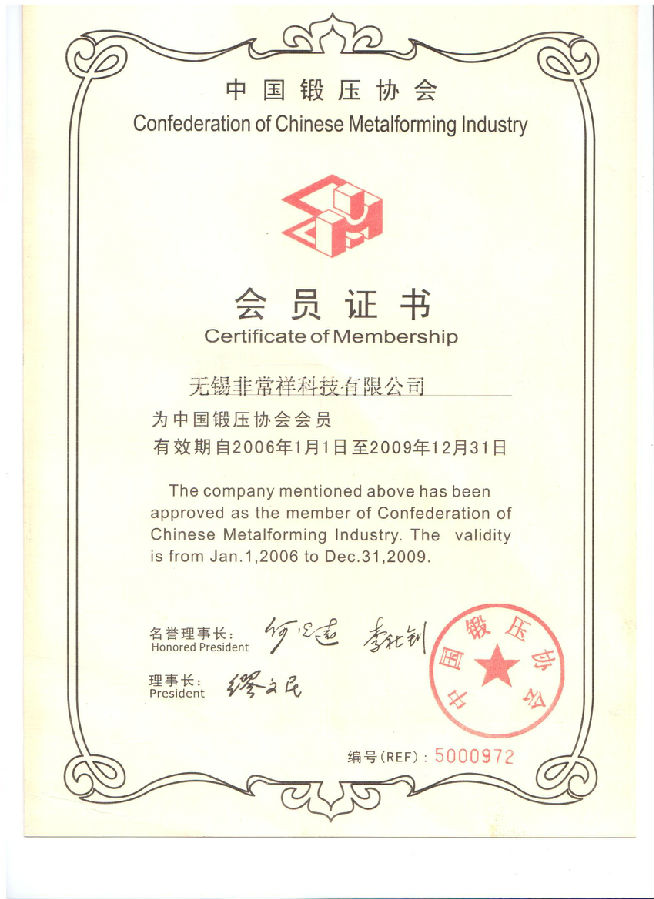 中国锻压协会
Confederation of Chinese Metalforming Industry
会员证书
Certificate of Membership
无锡非常祥科技有限公司
为中国锻压协会会员
有效期自2006年1月1日至2009年12月31日
The company mentioned above has been
approved as the member of Confederation of
Chinese Metalforming Industry. The validity
is from Jan.1,2006 to Dec.31,2009.
名誉理事长:
Honored President
理事长:
President
缪文民
中国锻压协会
编号(REF): 5000972